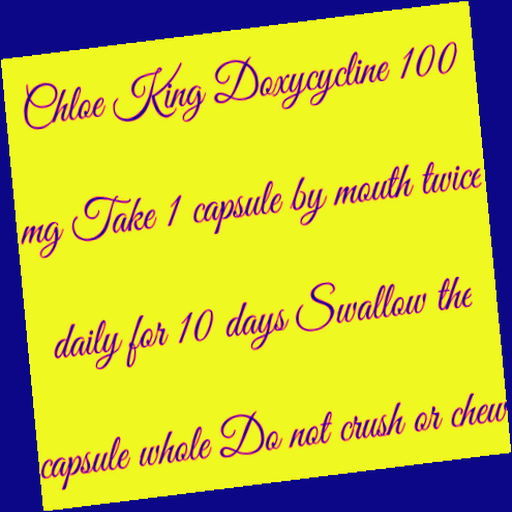 Chloe King Doxycycline 100
mg Take 1 capsule by mouth twice
daily for 10 days Swallow the
capsule whole Do not crush or chew